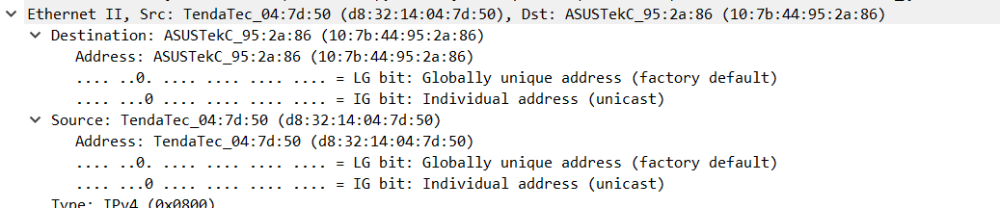 Ethernet II, Src: TendaTec_04:7d:50 (d8:32:14:04:7d:50), Dst: ASUSTekC_95:2a:86 (10:7b:44:95:2a:86)
Destination: ASUSTekC_95:2a:86 (10:7b:44:95:2a:86)
Address: ASUSTekC_95:2a:86 (10:7b:44:95:2a:86)
.... ..0. .... .... .... .... = LG bit: Globally unique address (factory default)
.... ...0 .... .... .... .... = IG bit: Individual address (unicast)
Source: TendaTec_04:7d:50 (d8:32:14:04:7d:50)
Address: TendaTec_04:7d:50 (d8:32:14:04:7d:50)
.... ..0. .... .... .... .... = LG bit: Globally unique address (factory default)
.... ...0 .... .... .... .... = IG bit: Individual address (unicast)
Type: IPv4 (0x0800)